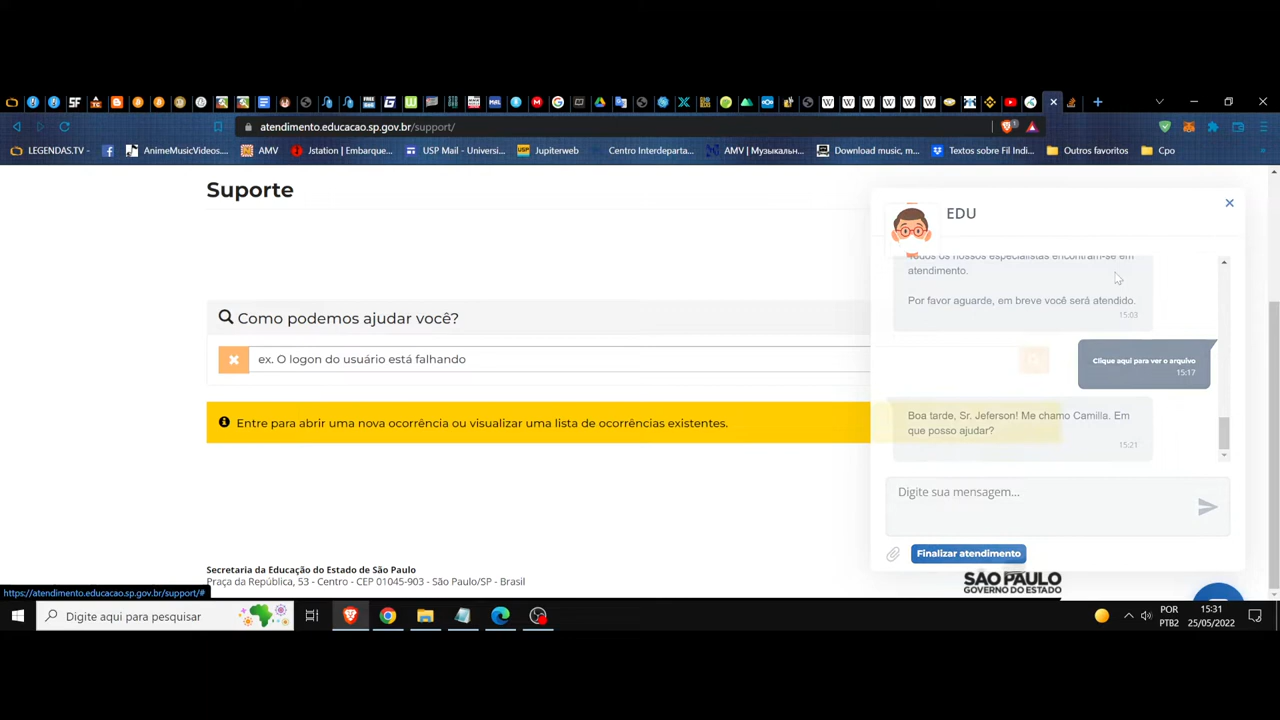 atendimento.educacao.sp.gov.br/support/
LEGENDAS.TV -
AnimeMusicVideos...
AMV
Jstation | Embarque...
USP Mail - Universi...
Jupiterweb
Centro Interdeparta...
AMV | Музыкальн...
Download music, m...
Textos sobre Fil Indi...
Outros favoritos
Cpo
Suporte
Como podemos ajudar você?
ex. O logon do usuário está falhando
Entre para abrir uma nova ocorrência ou visualizar uma lista de ocorrências existentes.
EDU
Todos os nossos especialistas encontram-se em
atendimento.
Por favor aguarde, em breve você será atendido.
15:03
Clique aqui para ver o arquivo
15:17
Boa tarde, Sr. Jeferson! Me chamo Camilla. Em
que posso ajudar?
15:21
Digite sua mensagem...
Finalizar atendimento
Secretaria da Educação do Estado de São Paulo
Praça da República, 53 - Centro - CEP 01045-903 - São Paulo/SP - Brasil
SÃO PAULO
GOVERNO DO ESTADO
https://atendimento.educacao.sp.gov.br/support/#
Digite aqui para pesquisar
POR
PTB2
15:31
25/05/2022